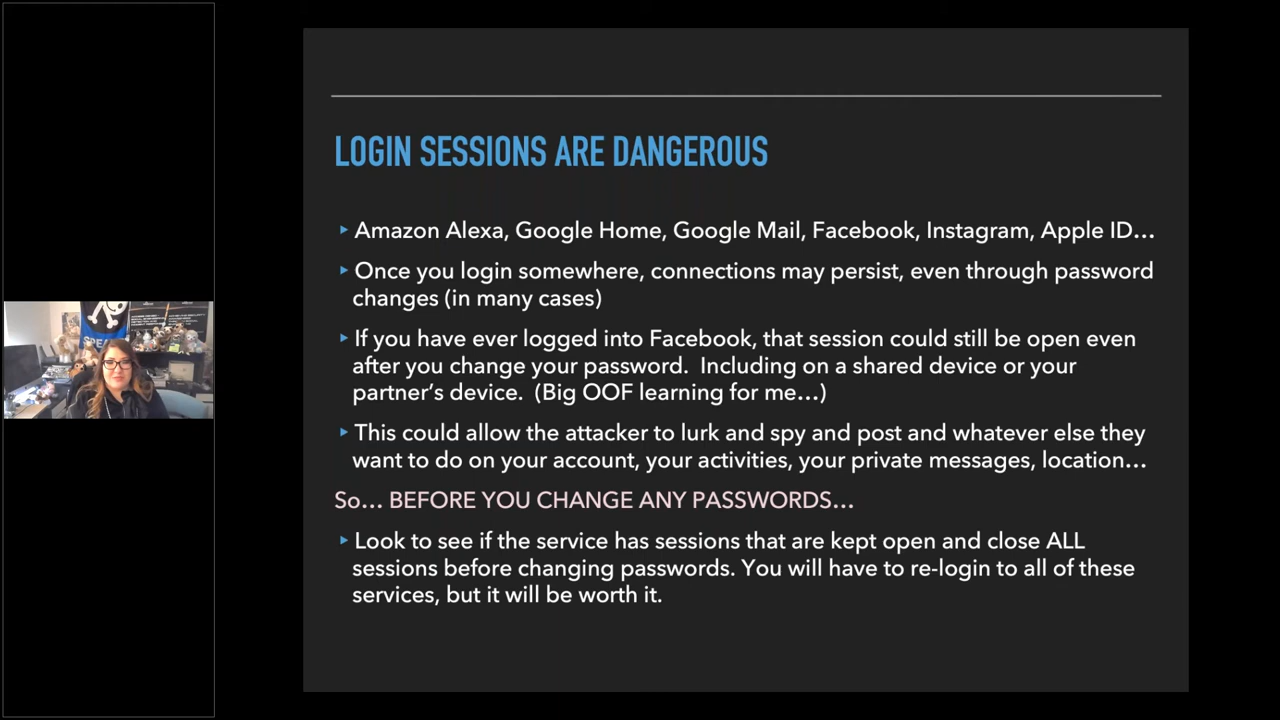 LOGIN SESSIONS ARE DANGEROUS
Amazon Alexa, Google Home, Google Mail, Facebook, Instagram, Apple ID…
Once you login somewhere, connections may persist, even through password
changes (in many cases)
If you have ever logged into Facebook, that session could still be open even
after you change your password.  Including on a shared device or your
partner’s device.  (Big OOF learning for me…)
This could allow the attacker to lurk and spy and post and whatever else they
want to do on your account, your activities, your private messages, location…
So… BEFORE YOU CHANGE ANY PASSWORDS…
Look to see if the service has sessions that are kept open and close ALL
sessions before changing passwords. You will have to re-login to all of these
services, but it will be worth it.